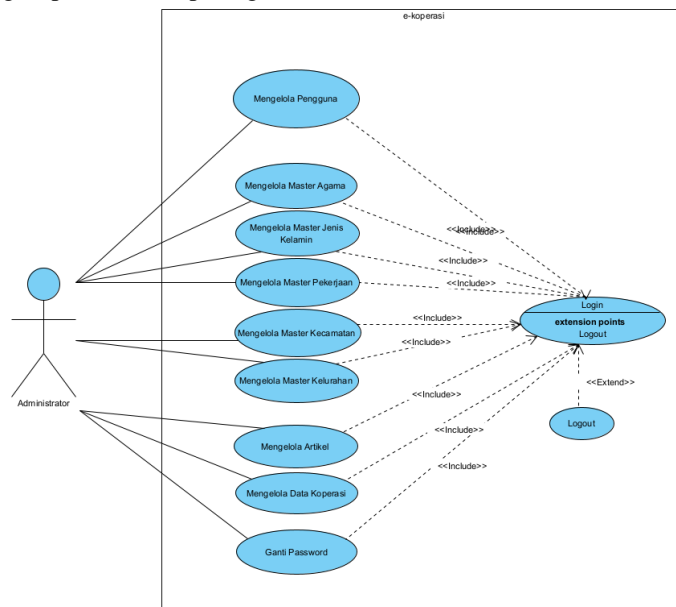 e-koperasi
Mengelola Pengguna
Mengelola Master Agama
Mengelola Master Jenis
Kelamin
<<Include>>
<<Include>>
Mengelola Master Pekerjaan
<<Include>>
<<Include>>
Login
extension points
Logout
Mengelola Master Kecamatan
<<Include>>
<<Include>>
Mengelola Master Kelurahan
<<Extend>>
Administrator
<<Include>>
Logout
Mengelola Artikel
<<Include>>
<<Include>>
Mengelola Data Koperasi
Ganti Password